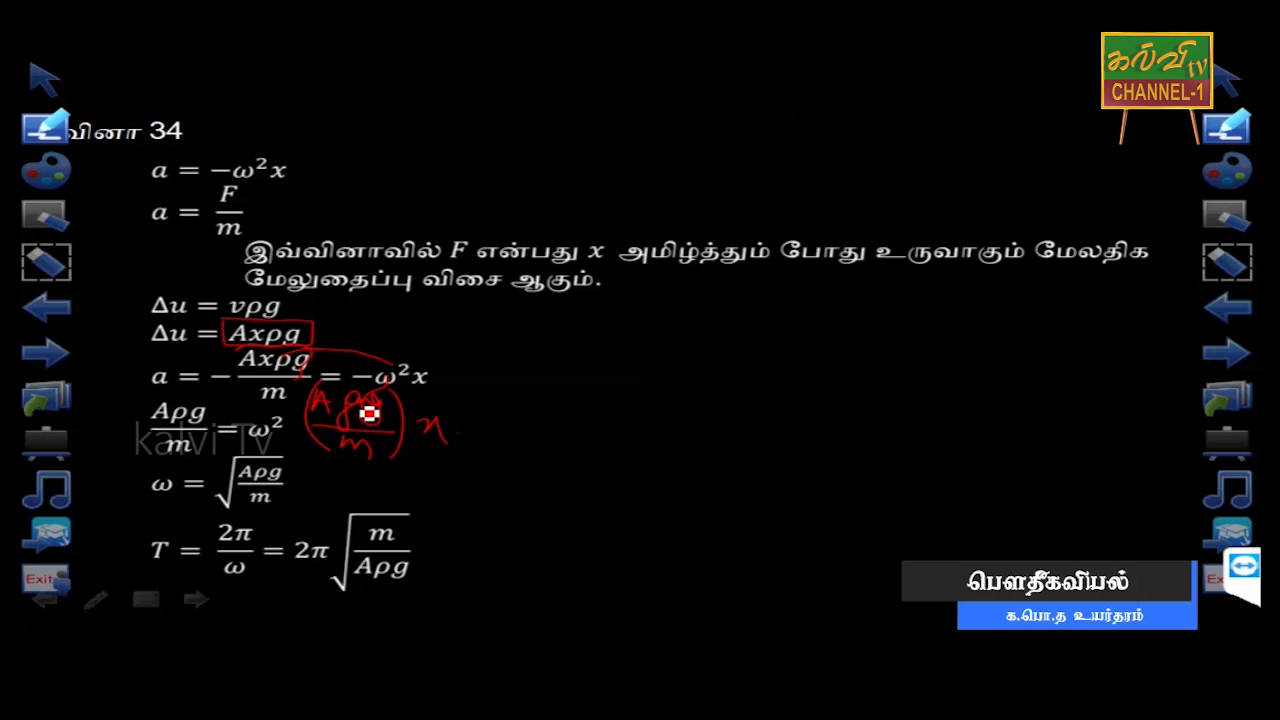 கல்வி tv
CHANNEL-1
வினா 34
a = −ω²x
a = F/m
இவ்வினாவில் F என்பது x அமிழ்த்தும் போது உருவாகும் மேலதிக
மேலுதைப்பு விசை ஆகும்.
Δu = vρg
Δu = Axρg
a = − Axρg/m = −ω²x
Aρg/m = ω²
(A ρg/m) x
kalvi Tv
ω = √(Aρg/m)
T = 2π/ω = 2π √(m/Aρg)
Exit
பௌதீகவியல்
க.பொ.த உயர்தரம்